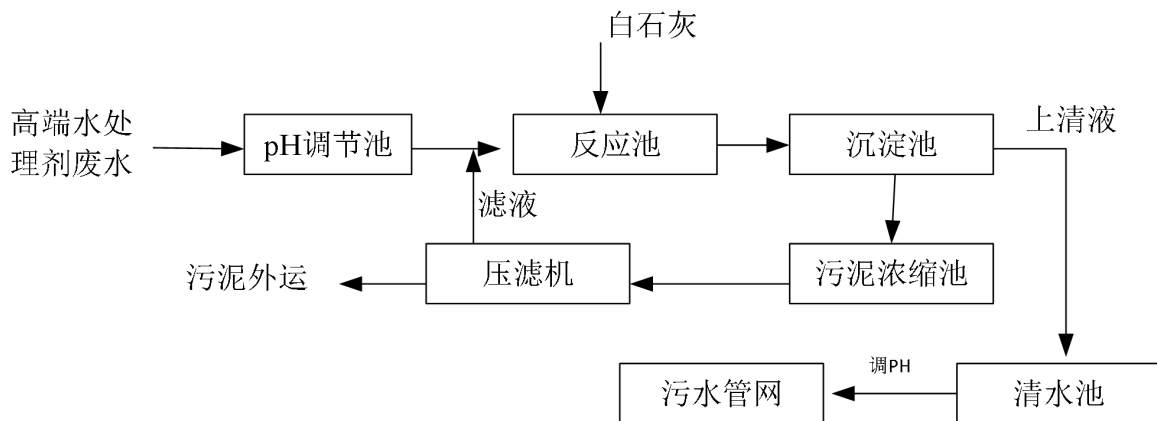 白石灰
高端水处
理剂废水
pH调节池
反应池
沉淀池
上清液
滤液
污泥外运
压滤机
污泥浓缩池
污水管网
调PH
清水池